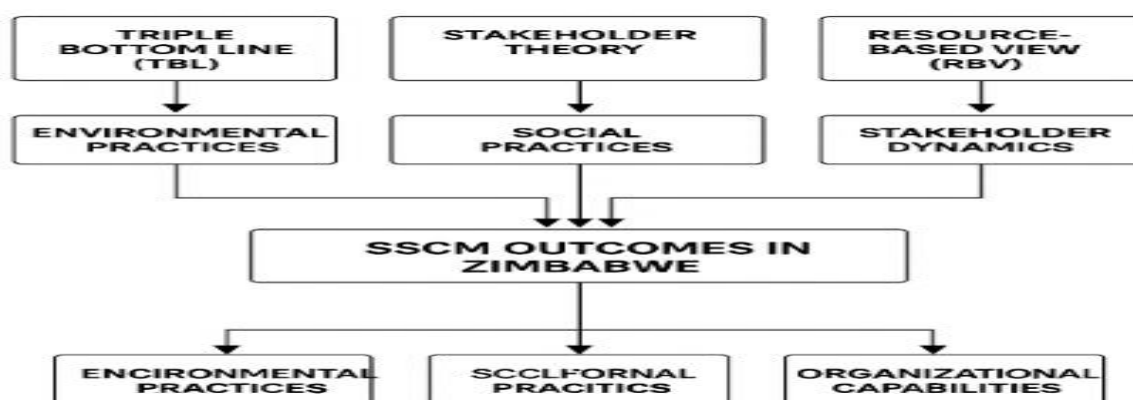 TRIPLE
BOTTOM LINE
(TBL)
STAKEHOLDER
THEORY
RESOURCE-
BASED VIEW
(RBV)
ENVIRONMENTAL
PRACTICES
SOCIAL
PRACTICES
STAKEHOLDER
DYNAMICS
SSCM OUTCOMES IN
ZIMBABWE
ENCIRONMENTAL
PRACTICES
PRACITICS
ORGANIZATIONAL
CAPABILITIES